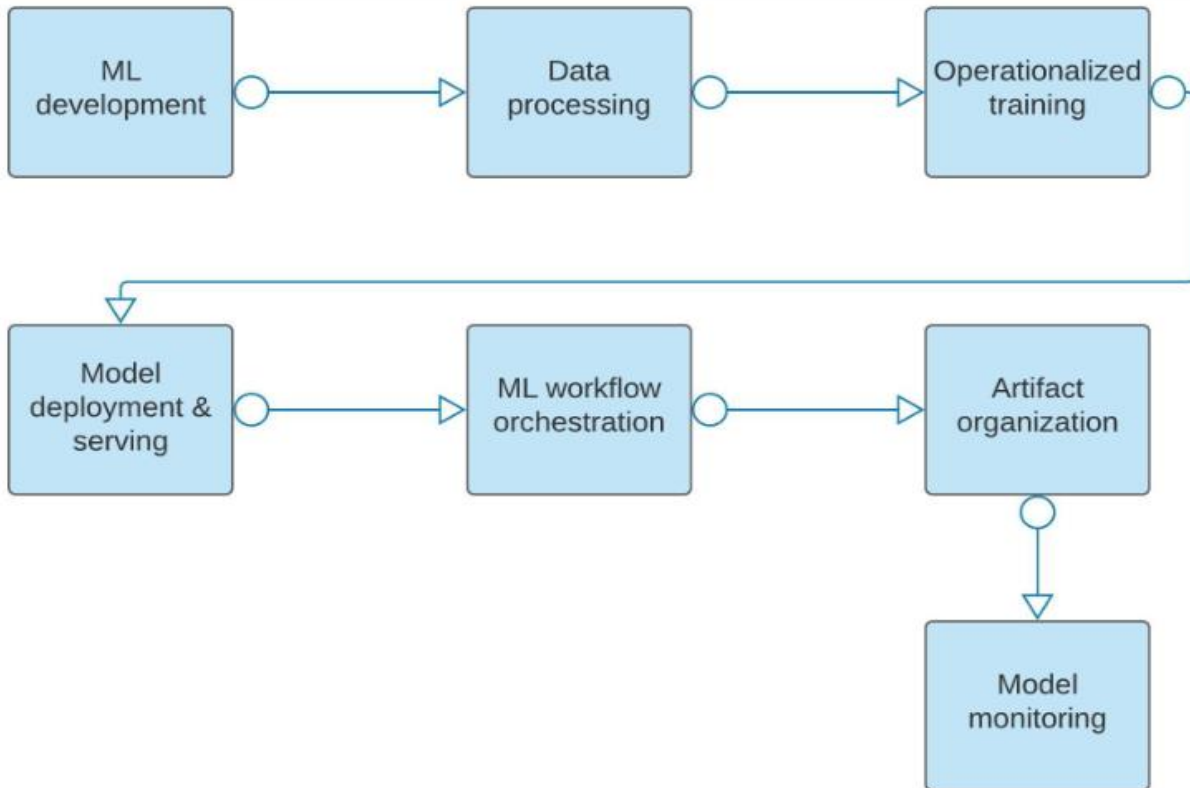 ML
development
Data
processing
Operationalized
training
Model
deployment &
serving
ML workflow
orchestration
Artifact
organization
Model
monitoring